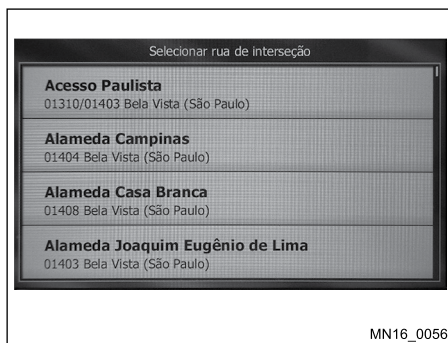 Selecionar rua de interseção
Acesso Paulista
01310/01403 Bela Vista (São Paulo)
Alameda Campinas
01404 Bela Vista (São Paulo)
Alameda Casa Branca
01408 Bela Vista (São Paulo)
Alameda Joaquim Eugênio de Lima
01403 Bela Vista (São Paulo)
MN16_0056